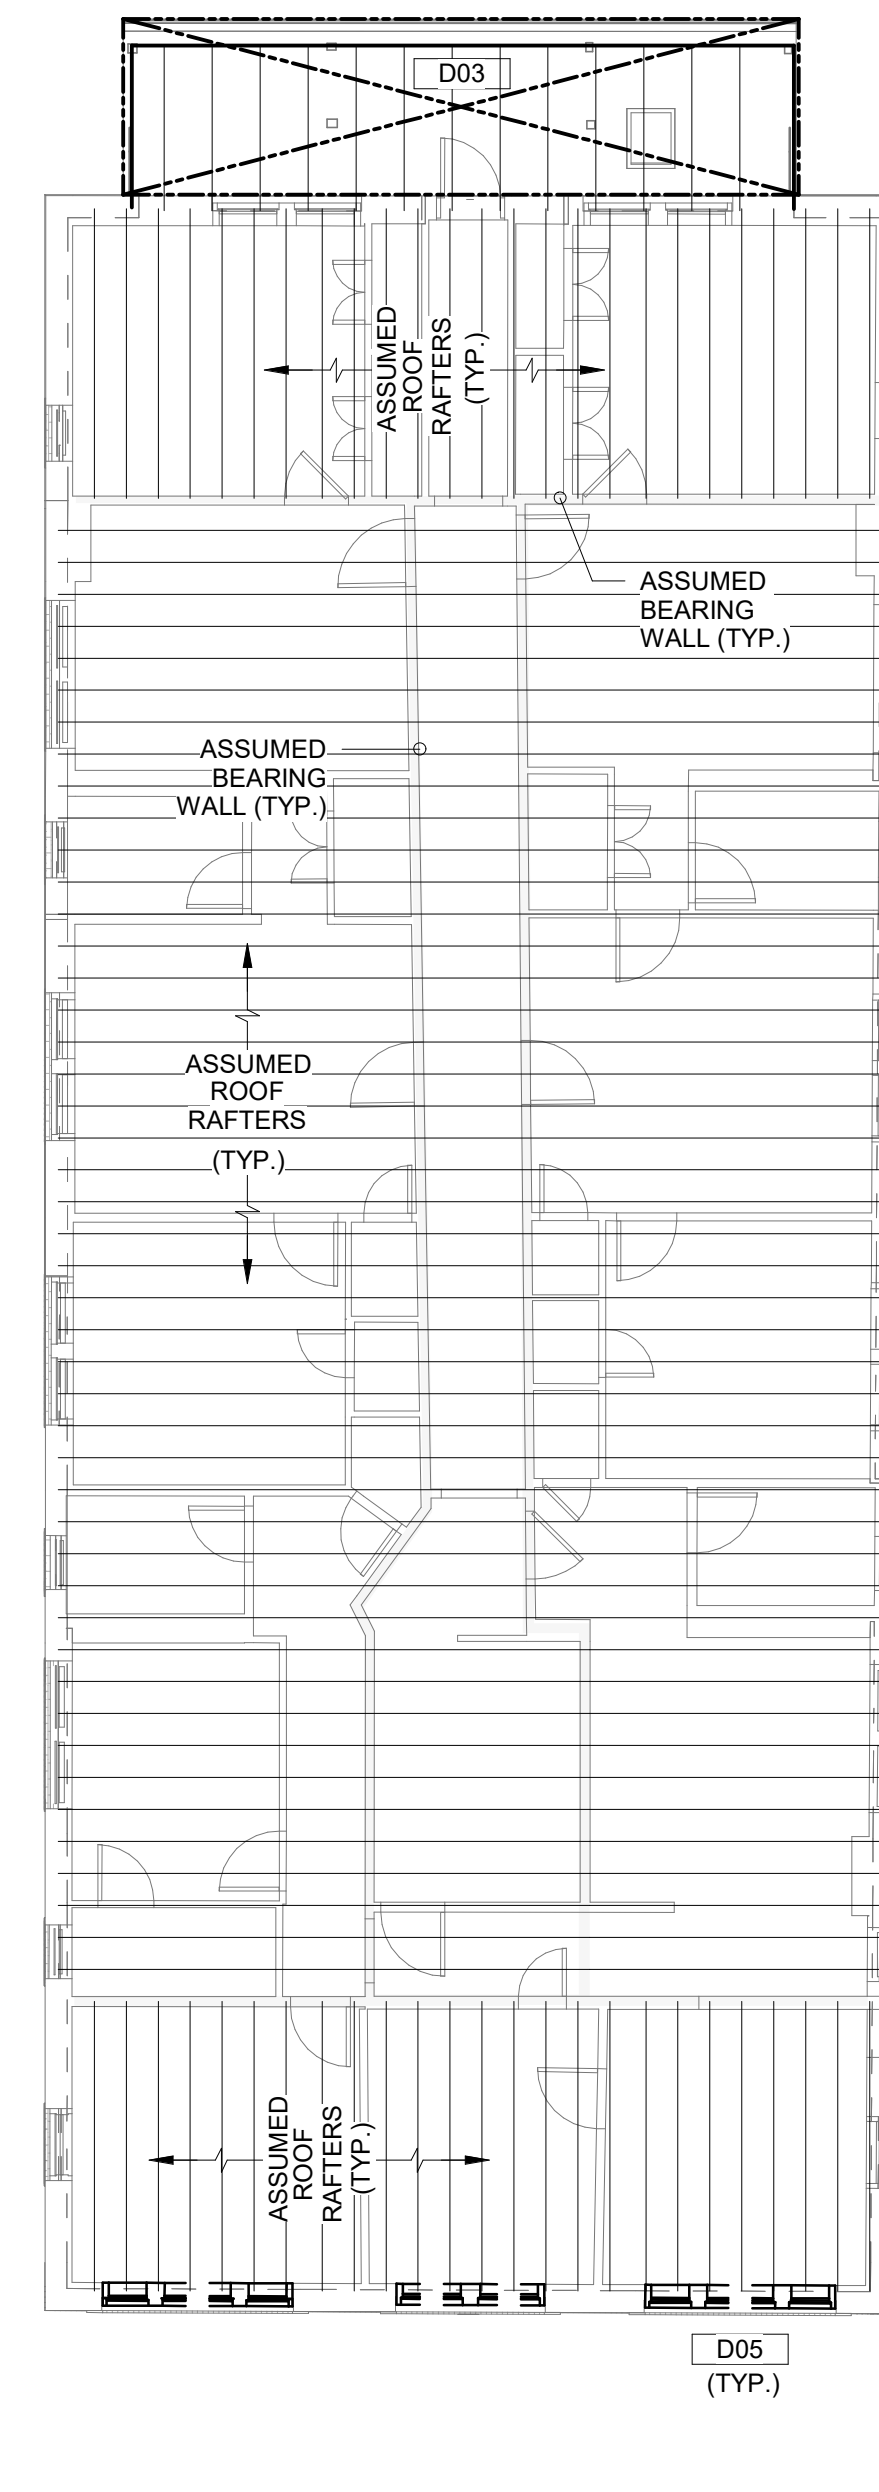 D03
ASSUMED
ROOF
RAFTERS
(TYP.)
ASSUMED
BEARING
WALL (TYP.)
ASSUMED
BEARING
WALL (TYP.)
ASSUMED
ROOF
RAFTERS
(TYP.)
ASSUMED
ROOF
RAFTERS
(TYP.)
D05
(TYP.)